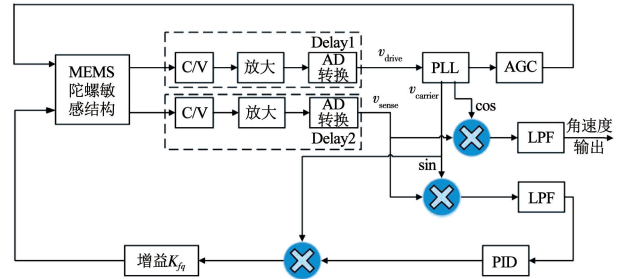 Delay1
C/V
放大
AD
转换
v_drive
PLL
AGC
MEMS
陀螺敏
感结构
v_carrier
cos
C/V
放大
AD
转换
v_sense
Delay2
LPF
角速度
输出
sin
LPF
增益K_fq
PID